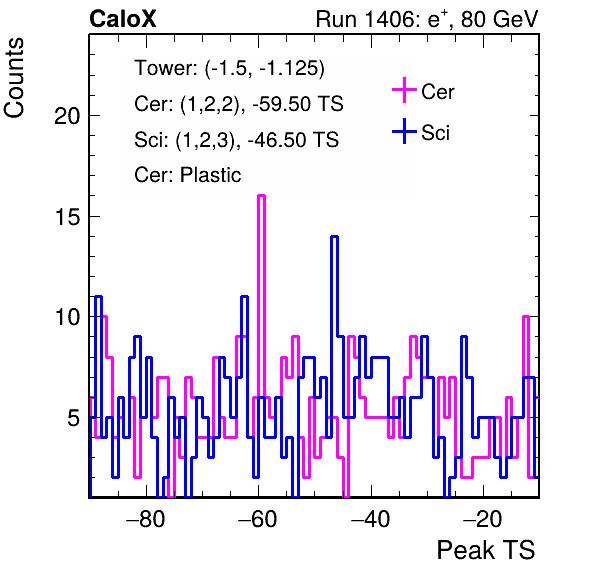 CaloX Run 1406: e⁺, 80 GeV
Counts
Tower: (-1.5, -1.125)
Cer: (1,2,2), -59.50 TS
Sci: (1,2,3), -46.50 TS
Cer: Plastic
Cer
Sci
20
15
10
5
−80 −60 −40 −20
Peak TS